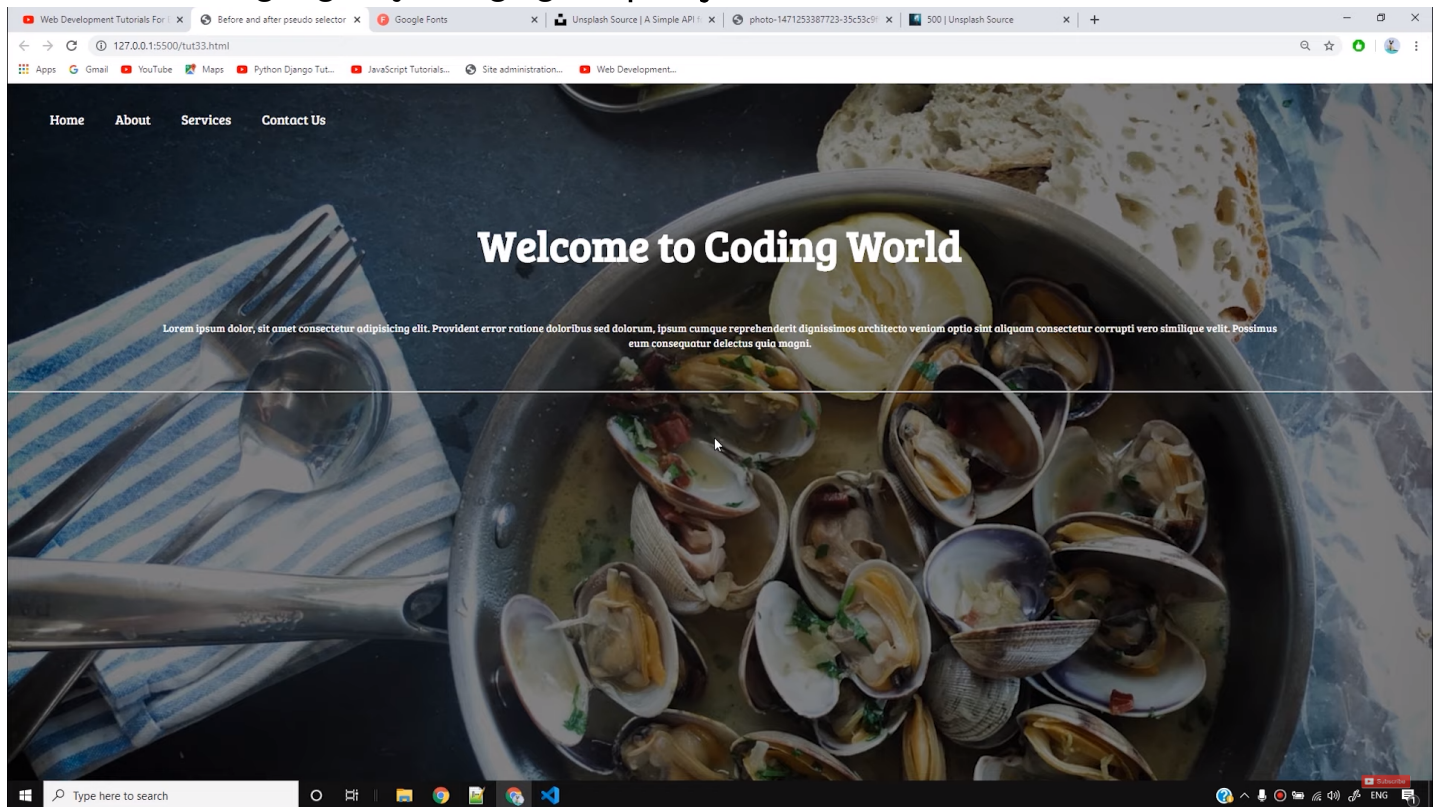 Web Development Tutorials For
Before and after pseudo selector
Google Fonts
Unsplash Source | A Simple API
photo-1471253387723-35c53c9
500 | Unsplash Source
127.0.0.1:5500/tut33.html
Apps
Gmail
YouTube
Maps
Python Django Tut...
JavaScript Tutorials...
Site administration...
Web Development...
Home
About
Services
Contact Us
Welcome to Coding World
Lorem ipsum dolor, sit amet consectetur adipisicing elit. Provident error ratione doloribus sed dolorum, ipsum cumque reprehenderit dignissimos architecto veniam optio sint aliquam consectetur corrupti vero similique velit. Possimus
eum consequatur delectus quia magni.
Subscribe
Type here to search
ENG